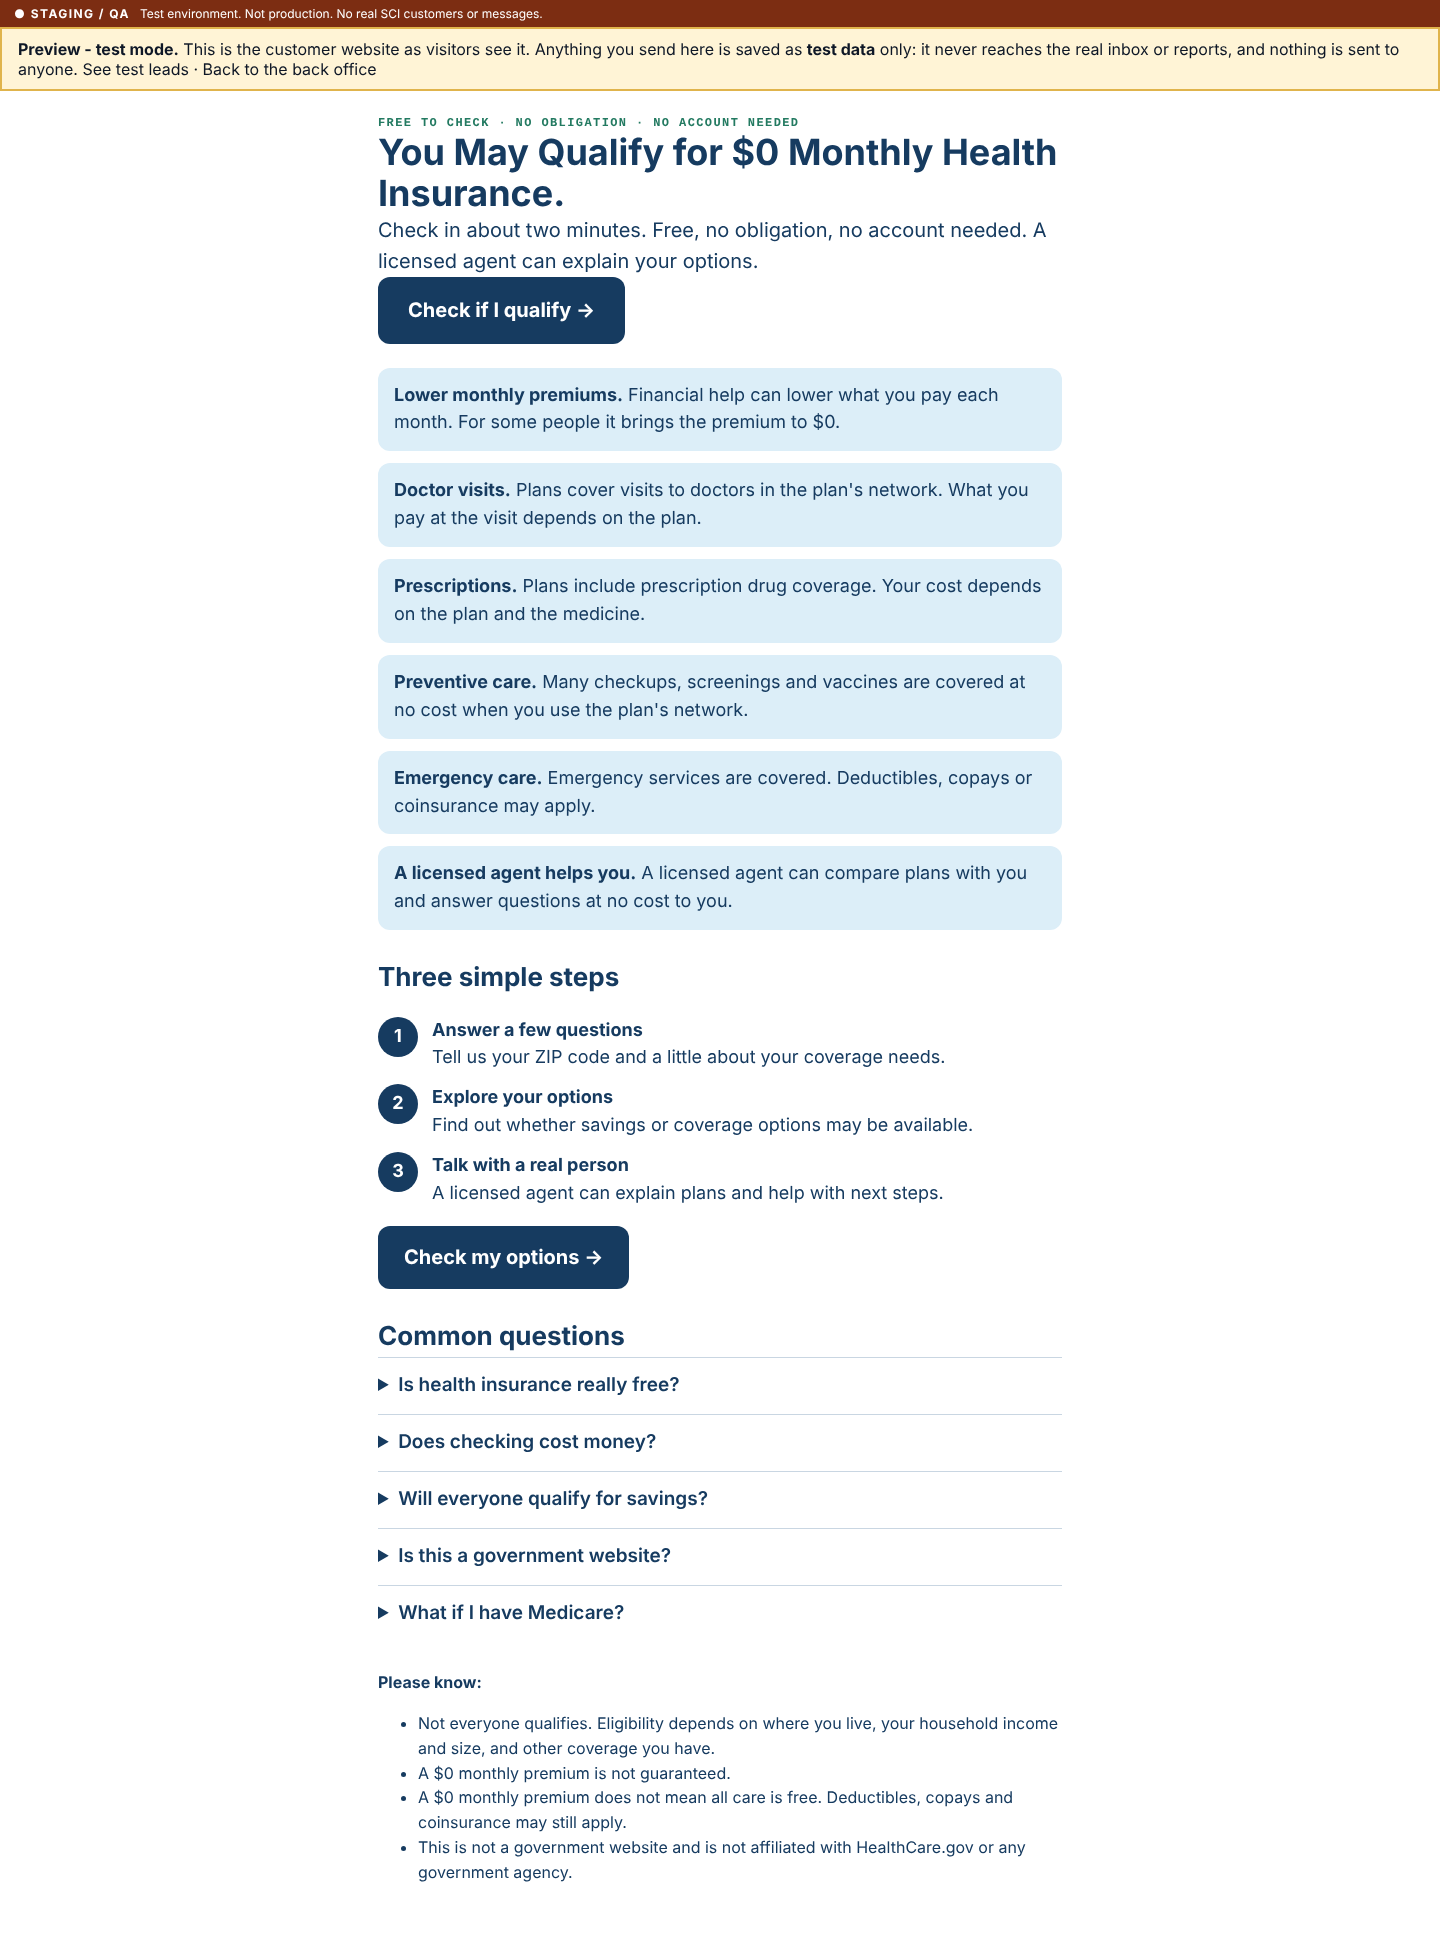 ● STAGING / QA Test environment. Not production. No real SCI customers or messages.
Preview - test mode. This is the customer website as visitors see it. Anything you send here is saved as test data only: it never reaches the real inbox or reports, and nothing is sent to
anyone. See test leads · Back to the back office
FREE TO CHECK · NO OBLIGATION · NO ACCOUNT NEEDED
You May Qualify for $0 Monthly Health
Insurance.
Check in about two minutes. Free, no obligation, no account needed. A
licensed agent can explain your options.
Check if I qualify →
Lower monthly premiums. Financial help can lower what you pay each
month. For some people it brings the premium to $0.
Doctor visits. Plans cover visits to doctors in the plan's network. What you
pay at the visit depends on the plan.
Prescriptions. Plans include prescription drug coverage. Your cost depends
on the plan and the medicine.
Preventive care. Many checkups, screenings and vaccines are covered at
no cost when you use the plan's network.
Emergency care. Emergency services are covered. Deductibles, copays or
coinsurance may apply.
A licensed agent helps you. A licensed agent can compare plans with you
and answer questions at no cost to you.
Three simple steps
1 Answer a few questions
Tell us your ZIP code and a little about your coverage needs.
2 Explore your options
Find out whether savings or coverage options may be available.
3 Talk with a real person
A licensed agent can explain plans and help with next steps.
Check my options →
Common questions
▶ Is health insurance really free?
▶ Does checking cost money?
▶ Will everyone qualify for savings?
▶ Is this a government website?
▶ What if I have Medicare?
Please know:
• Not everyone qualifies. Eligibility depends on where you live, your household income
and size, and other coverage you have.
• A $0 monthly premium is not guaranteed.
• A $0 monthly premium does not mean all care is free. Deductibles, copays and
coinsurance may still apply.
• This is not a government website and is not affiliated with HealthCare.gov or any
government agency.